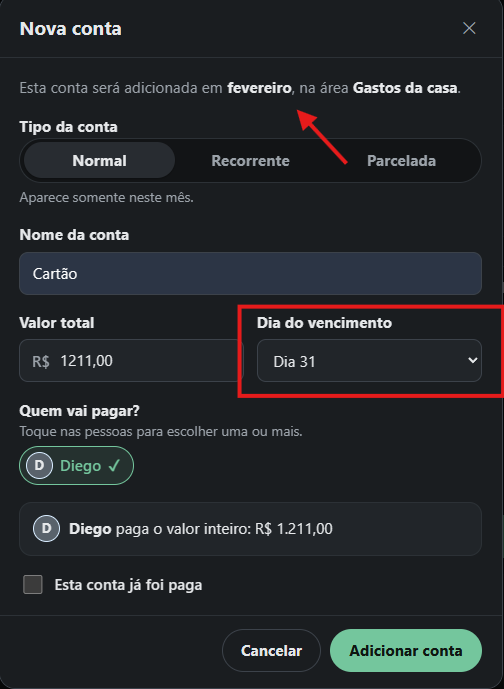 Nova conta
Esta conta será adicionada em fevereiro, na área Gastos da casa.
Tipo da conta
Normal Recorrente Parcelada
Aparece somente neste mês.
Nome da conta
Cartão
Valor total Dia do vencimento
R$ 1211,00 Dia 31
Quem vai pagar?
Toque nas pessoas para escolher uma ou mais.
D Diego ✓
D Diego paga o valor inteiro: R$ 1.211,00
Esta conta já foi paga
Cancelar Adicionar conta